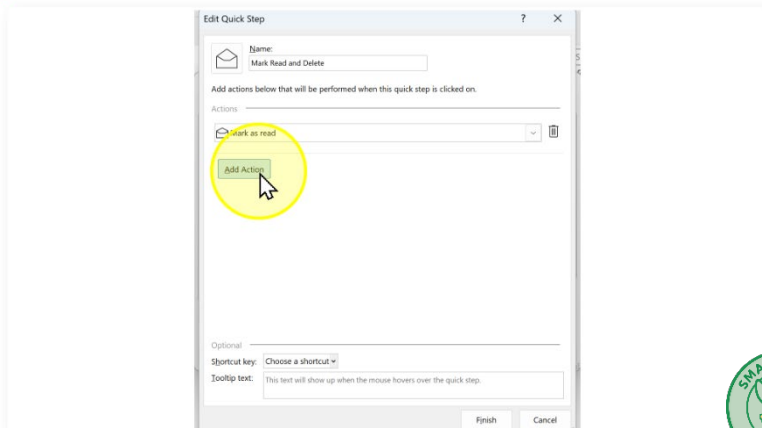 Edit Quick Step
?
Name:
Mark Read and Delete
Add actions below that will be performed when this quick step is clicked on.
Actions
Mark as read
Add Action
Optional
Shortcut key: Choose a shortcut
Tooltip text: This text will show up when the mouse hovers over the quick step.
Finish Cancel